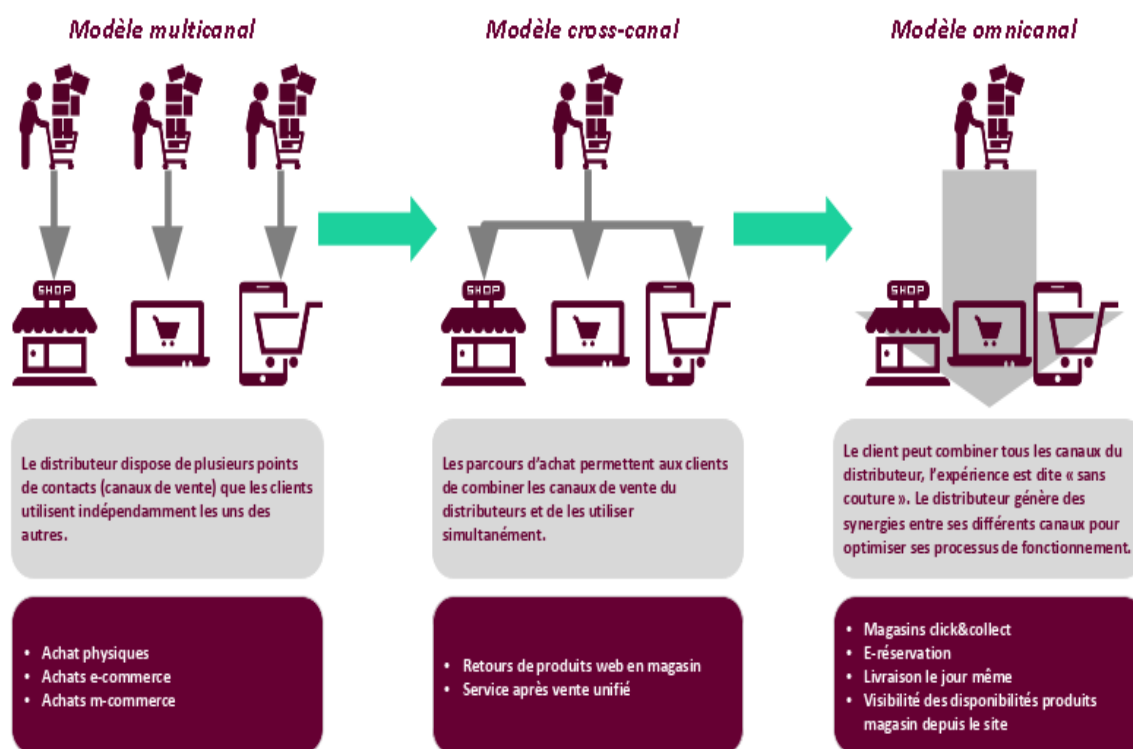 Modèle multicanal
Modèle cross-canal
Modèle omnicanal
SHOP
SHOP
SHOP
Le distributeur dispose de plusieurs points
de contacts (canaux de vente) que les clients
utilisent indépendamment les uns des
autres.
Les parcours d'achat permettent aux clients
de combiner les canaux de vente du
distributeurs et de les utiliser
simultanément.
Le client peut combiner tous les canaux du
distributeur, l'expérience est dite « sans
couture ». Le distributeur génère des
synergies entre ses différents canaux pour
optimiser ses processus de fonctionnement.
• Achat physiques
• Achats e-commerce
• Achats m-commerce
• Retours de produits web en magasin
• Service après vente unifié
• Magasins click&collect
• E-réservation
• Livraison le jour même
• Visibilité des disponibilités produits
magasin depuis le site